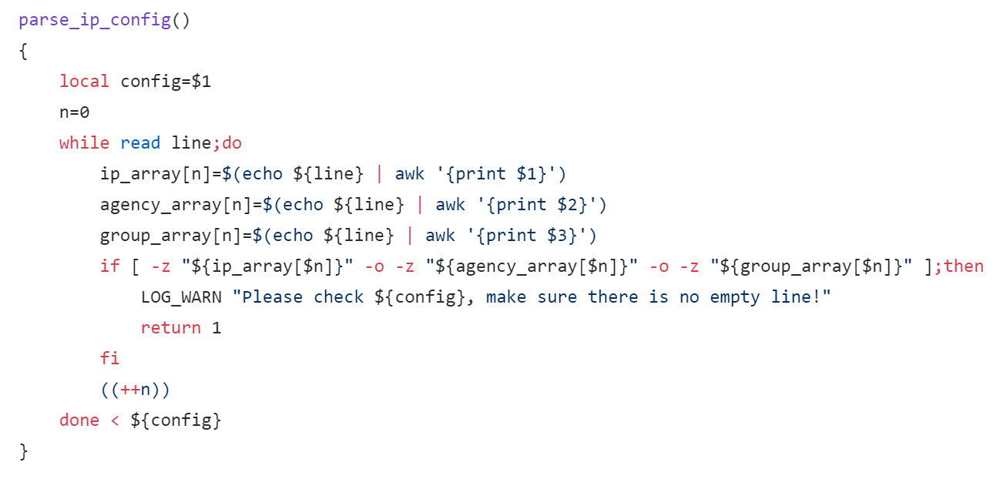 parse_ip_config()
{
    local config=$1
    n=0
    while read line;do
        ip_array[n]=$(echo ${line} | awk '{print $1}')
        agency_array[n]=$(echo ${line} | awk '{print $2}')
        group_array[n]=$(echo ${line} | awk '{print $3}')
        if [ -z "${ip_array[$n]}" -o -z "${agency_array[$n]}" -o -z "${group_array[$n]}" ];then
            LOG_WARN "Please check ${config}, make sure there is no empty line!"
            return 1
        fi
        ((++n))
    done < ${config}
}